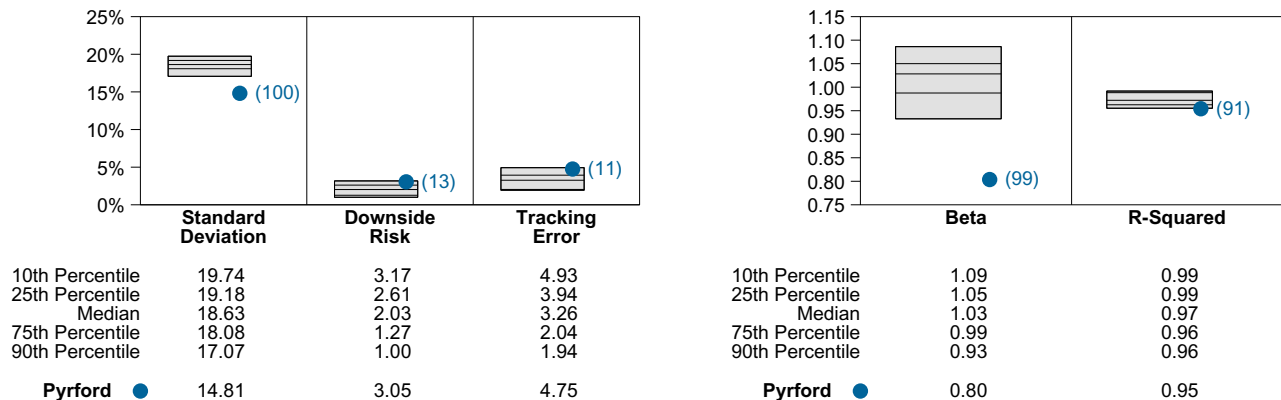 25%
20%
15%
10%
5%
0%
(100)
(13)
(11)
Standard Deviation
Downside Risk
Tracking Error
10th Percentile 19.74 3.17 4.93
25th Percentile 19.18 2.61 3.94
Median 18.63 2.03 3.26
75th Percentile 18.08 1.27 2.04
90th Percentile 17.07 1.00 1.94
Pyrford 14.81 3.05 4.75
1.15
1.10
1.05
1.00
0.95
0.90
0.85
0.80
0.75
(99)
(91)
Beta
R-Squared
10th Percentile 1.09 0.99
25th Percentile 1.05 0.99
Median 1.03 0.97
75th Percentile 0.99 0.96
90th Percentile 0.93 0.96
Pyrford 0.80 0.95